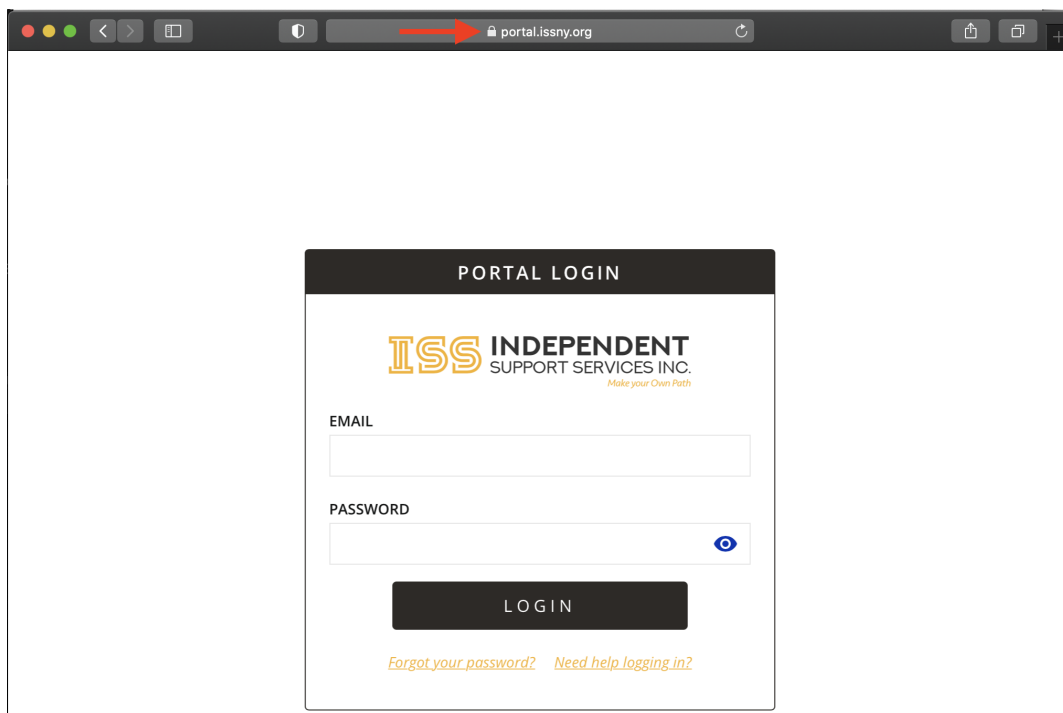 portal.issny.org
PORTAL LOGIN
ISS INDEPENDENT
SUPPORT SERVICES INC.
Make your Own Path
EMAIL
PASSWORD
LOGIN
Forgot your password? Need help logging in?